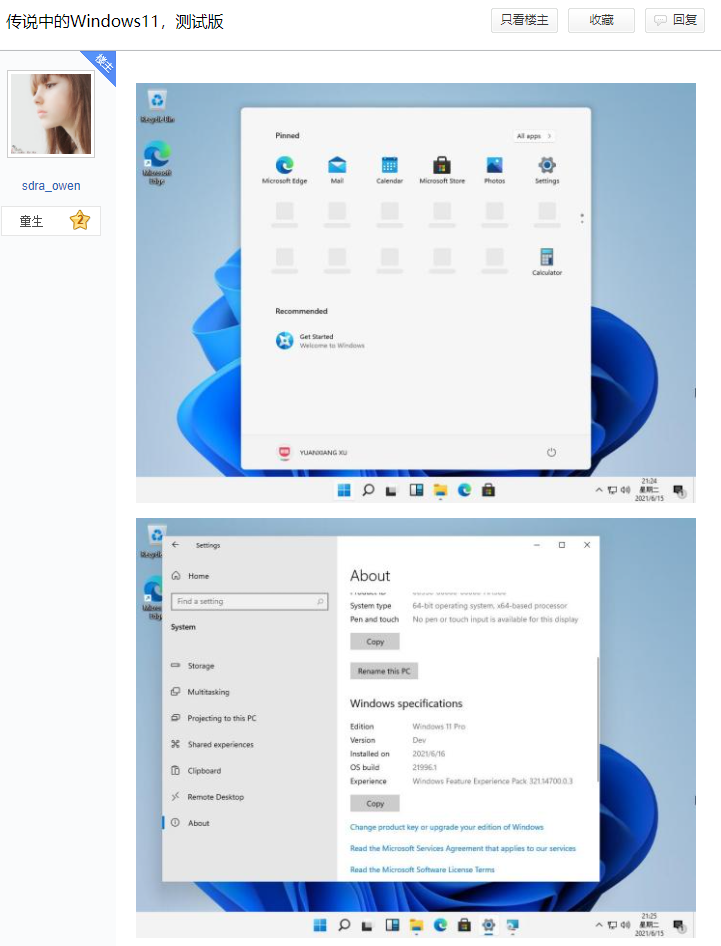 传说中的Windows11，测试版
只看楼主
收藏
回复
楼主
sdra_owen
童生
2
Recycle Bin
Microsoft Edge
Pinned
All apps
Microsoft Edge
Mail
Calendar
Microsoft Store
Photos
Settings
Calculator
Recommended
Get Started
Welcome to Windows
YUANXIANG XU
21:24
星期二
2021/6/15
Settings
Home
Find a setting
System
Storage
Multitasking
Projecting to this PC
Shared experiences
Clipboard
Remote Desktop
About
About
System type 64-bit operating system, x64-based processor
Pen and touch No pen or touch input is available for this display
Copy
Rename this PC
Windows specifications
Edition Windows 11 Pro
Version Dev
Installed on 2021/6/16
OS build 21996.1
Experience Windows Feature Experience Pack 321.14700.0.3
Copy
Change product key or upgrade your edition of Windows
Read the Microsoft Services Agreement that applies to our services
Read the Microsoft Software License Terms
21:25
星期二
2021/6/15